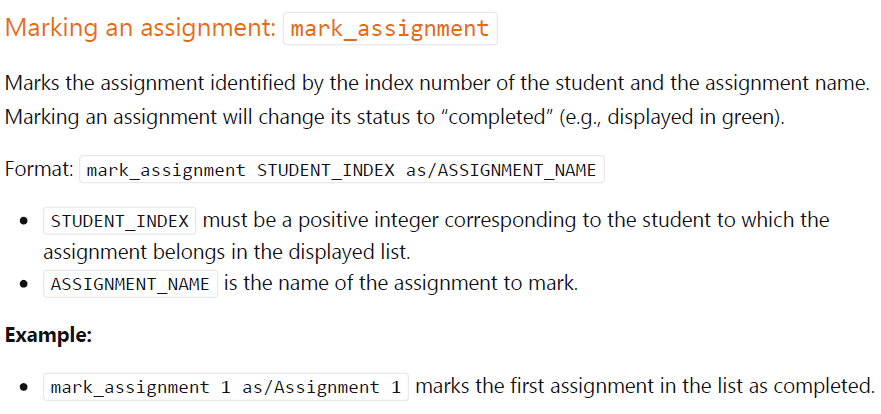 Marking an assignment: mark_assignment
Marks the assignment identified by the index number of the student and the assignment name.
Marking an assignment will change its status to “completed” (e.g., displayed in green).
Format: mark_assignment STUDENT_INDEX as/ASSIGNMENT_NAME
• STUDENT_INDEX must be a positive integer corresponding to the student to which the
assignment belongs in the displayed list.
• ASSIGNMENT_NAME is the name of the assignment to mark.
Example:
• mark_assignment 1 as/Assignment 1 marks the first assignment in the list as completed.